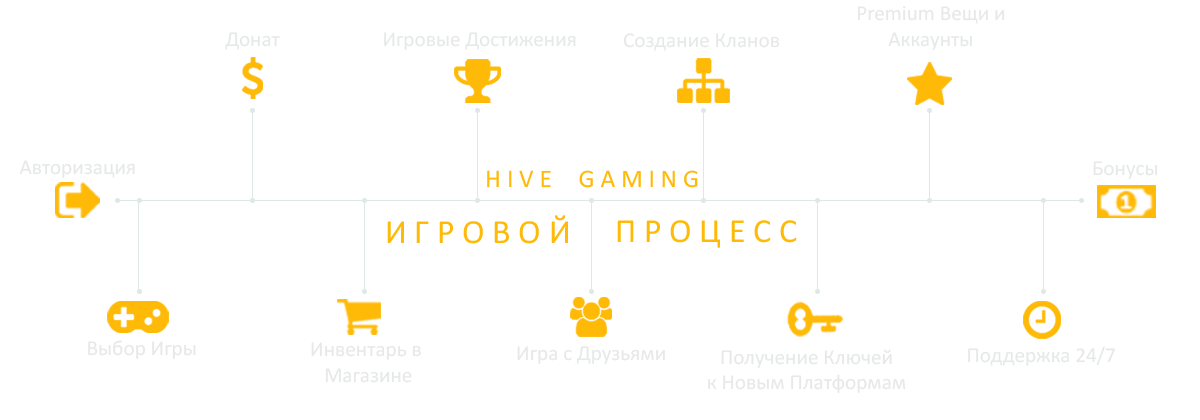 Premium Вещи и
Аккаунты
Донат
Игровые Достижения
Создание Кланов
Авторизация
HIVE GAMING
Бонусы
1
ИГРОВОЙ ПРОЦЕСС
Выбор Игры
Инвентарь в
Магазине
Игра с Друзьями
Получение Ключей
к Новым Платформам
Поддержка 24/7